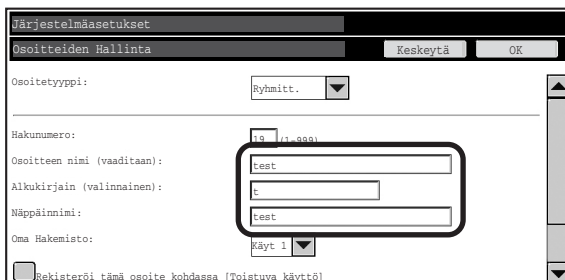 Järjestelmäasetukset
Osoitteiden Hallinta Keskeytä OK
Osoitetyyppi: Ryhmitt.
Hakunumero: 19 (1-999)
Osoitteen nimi (vaaditaan): test
Alkukirjain (valinnainen): t
Näppäinnimi: test
Oma Hakemisto: Käyt 1
Rekisteröi tämä osoite kohdassa [Toistuva käyttö]